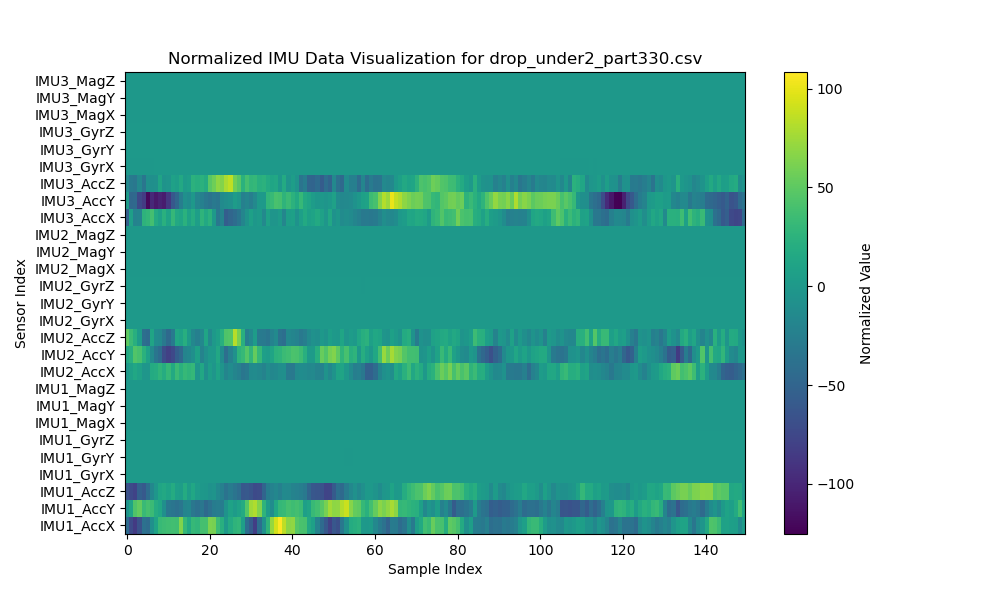 Normalized IMU Data Visualization for drop_under2_part330.csv
IMU3_MagZ
IMU3_MagY
IMU3_MagX
IMU3_GyrZ
IMU3_GyrY
IMU3_GyrX
IMU3_AccZ
IMU3_AccY
IMU3_AccX
IMU2_MagZ
IMU2_MagY
IMU2_MagX
IMU2_GyrZ
IMU2_GyrY
IMU2_GyrX
IMU2_AccZ
IMU2_AccY
IMU2_AccX
IMU1_MagZ
IMU1_MagY
IMU1_MagX
IMU1_GyrZ
IMU1_GyrY
IMU1_GyrX
IMU1_AccZ
IMU1_AccY
IMU1_AccX
Sensor Index
0 20 40 60 80 100 120 140
Sample Index
100
50
0
−50
−100
Normalized Value